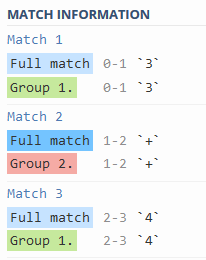 MATCH INFORMATION
Match 1
Full match 0-1 `3`
Group 1. 0-1 `3`
Match 2
Full match 1-2 `+`
Group 2. 1-2 `+`
Match 3
Full match 2-3 `4`
Group 1. 2-3 `4`